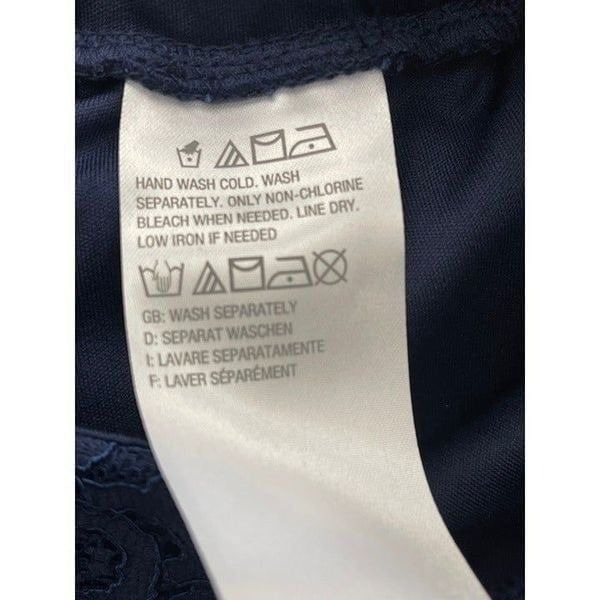 HAND WASH COLD. WASH
SEPARATELY. ONLY NON-CHLORINE
BLEACH WHEN NEEDED. LINE DRY.
LOW IRON IF NEEDED
GB: WASH SEPARATELY
D: SEPARAT WASCHEN
I: LAVARE SEPARATAMENTE
F: LAVER SÉPARÉMENT